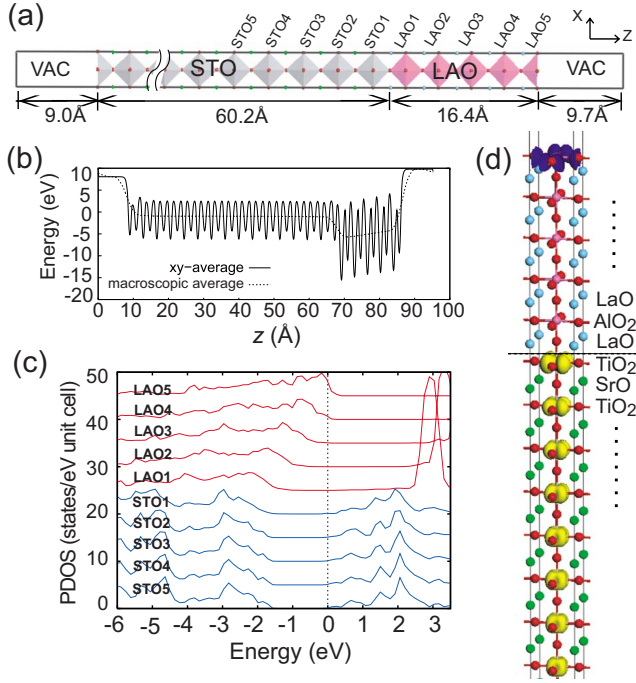 (a)
STO5 STO4 STO3 STO2 STO1 LAO1 LAO2 LAO3 LAO4 LAO5
X
Z
VAC STO LAO VAC
9.0Å 60.2Å 16.4Å 9.7Å
(b)
Energy (eV)
10
5
0
-5
-10
-15
-20
xy-average
macroscopic average
0 10 20 30 40 50 60 70 80 90 100
z (Å)
(c)
PDOS (states/eV unit cell)
50
40
30
20
10
0
LAO5
LAO4
LAO3
LAO2
LAO1
STO1
STO2
STO3
STO4
STO5
-6 -5 -4 -3 -2 -1 0 1 2 3
Energy (eV)
(d)
LaO
AlO2
LaO
TiO2
SrO
TiO2